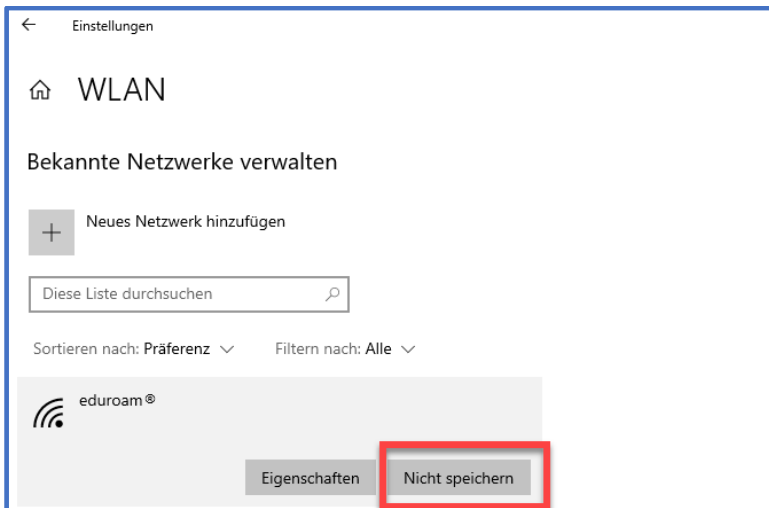 Einstellungen
WLAN
Bekannte Netzwerke verwalten
Neues Netzwerk hinzufügen
Diese Liste durchsuchen
Sortieren nach: Präferenz Filtern nach: Alle
eduroam®
Eigenschaften Nicht speichern